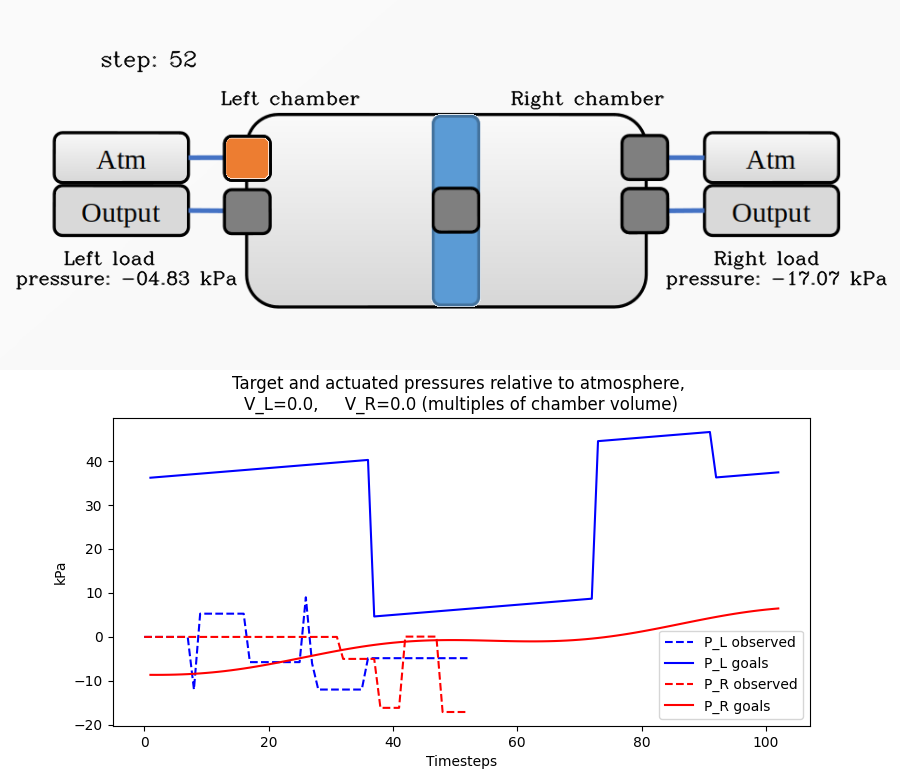 step: 52
Left chamber
Right chamber
Atm
Output
Atm
Output
Left load
pressure: -04.83 kPa
Right load
pressure: -17.07 kPa
Target and actuated pressures relative to atmosphere,
V_L=0.0,     V_R=0.0 (multiples of chamber volume)
kPa
40
30
20
10
0
−10
−20
0
20
40
60
80
100
Timesteps
P_L observed
P_L goals
P_R observed
P_R goals